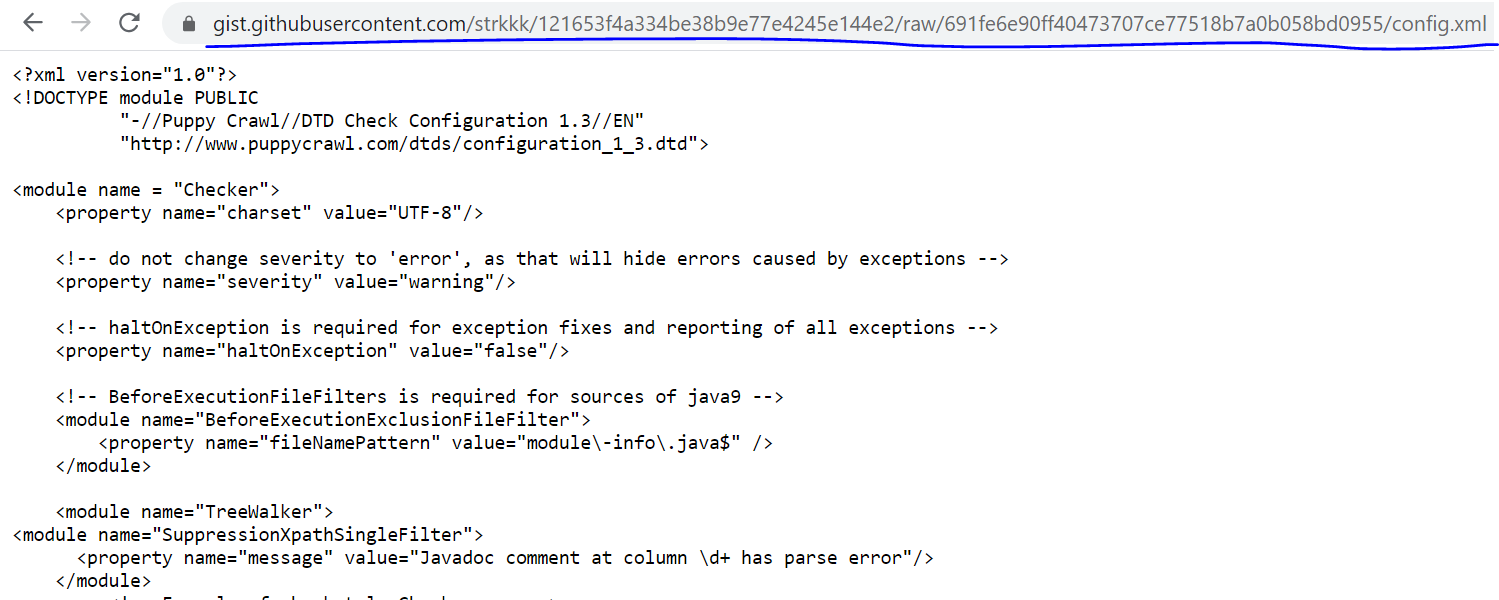 gist.githubusercontent.com/strkkk/121653f4a334be38b9e77e4245e144e2/raw/691fe6e90ff40473707ce77518b7a0b058bd0955/config.xml
<?xml version="1.0"?>
<!DOCTYPE module PUBLIC
          "-//Puppy Crawl//DTD Check Configuration 1.3//EN"
          "http://www.puppycrawl.com/dtds/configuration_1_3.dtd">
<module name = "Checker">
    <property name="charset" value="UTF-8"/>
    <!-- do not change severity to 'error', as that will hide errors caused by exceptions -->
    <property name="severity" value="warning"/>
    <!-- haltOnException is required for exception fixes and reporting of all exceptions -->
    <property name="haltOnException" value="false"/>
    <!-- BeforeExecutionFileFilters is required for sources of java9 -->
    <module name="BeforeExecutionExclusionFileFilter">
        <property name="fileNamePattern" value="module\-info\.java$" />
    </module>
    <module name="TreeWalker">
<module name="SuppressionXpathSingleFilter">
      <property name="message" value="Javadoc comment at column \d+ has parse error"/>
    </module>